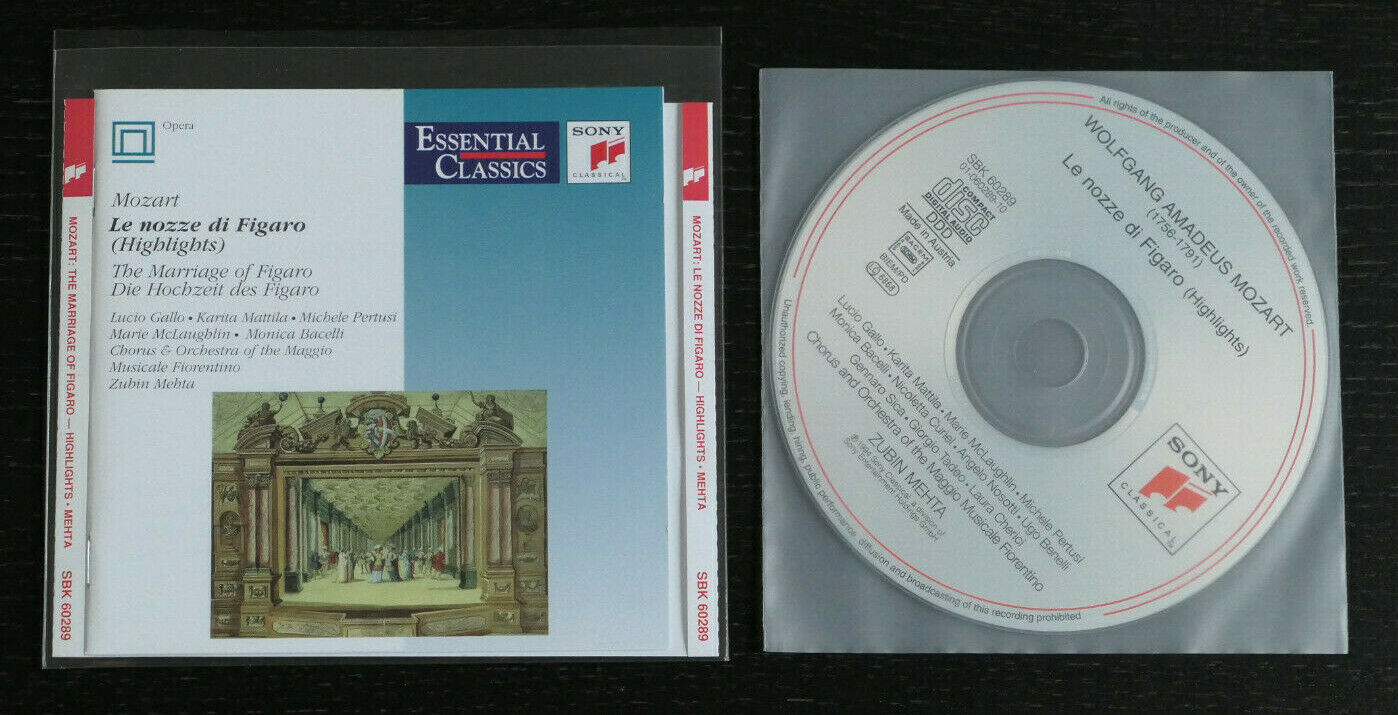 MOZART: THE MARRIAGE OF FIGARO — HIGHLIGHTS • MEHTA
SBK 60289
Opera
ESSENTIAL
CLASSICS
SONY
CLASSICAL
Mozart
Le nozze di Figaro
(Highlights)
The Marriage of Figaro
Die Hochzeit des Figaro
Lucio Gallo • Karita Mattila • Michele Pertusi
Marie McLaughlin • Monica Bacelli
Chorus & Orchestra of the Maggio
Musicale Fiorentino
Zubin Mehta
MOZART: LE NOZZE DI FIGARO — HIGHLIGHTS • MEHTA
SBK 60289
All rights of the producer and of the owner of the recorded work reserved.
Unauthorized copying, lending, hiring, public performance, diffusion and broadcasting of this recording prohibited
WOLFGANG AMADEUS MOZART
(1756-1791)
Le nozze di Figaro (Highlights)
SBK 60289
01-060289-10
COMPACT
disc
DIGITAL AUDIO
DDD
Made in Austria
SACEM
BIEM/PD
G 6868
Lucio Gallo • Karita Mattila • Marie McLaughlin • Michele Pertusi
Monica Bacelli • Nicoletta Curiel • Angelo Nosotti • Ugo Benelli
Gennaro Sica • Giorgio Tadeo • Laura Cherici
Chorus and Orchestra of the Maggio Musicale Fiorentino
ZUBIN MEHTA
SONY
CLASSICAL